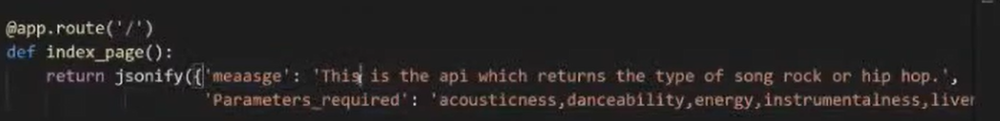 @app.route('/')
def index_page():
    return jsonify({'meaasge': 'This is the api which returns the type of song rock or hip hop.',
                    'Parameters_required': 'acousticness,danceability,energy,instrumentalness,liver